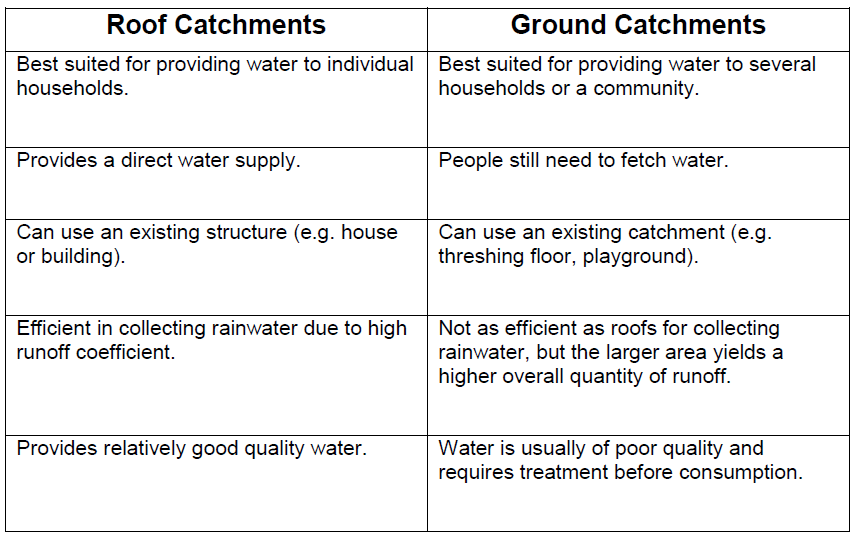 Roof Catchments
Ground Catchments
Best suited for providing water to individual
households.
Best suited for providing water to several
households or a community.
Provides a direct water supply.
People still need to fetch water.
Can use an existing structure (e.g. house
or building).
Can use an existing catchment (e.g.
threshing floor, playground).
Efficient in collecting rainwater due to high
runoff coefficient.
Not as efficient as roofs for collecting
rainwater, but the larger area yields a
higher overall quantity of runoff.
Provides relatively good quality water.
Water is usually of poor quality and
requires treatment before consumption.